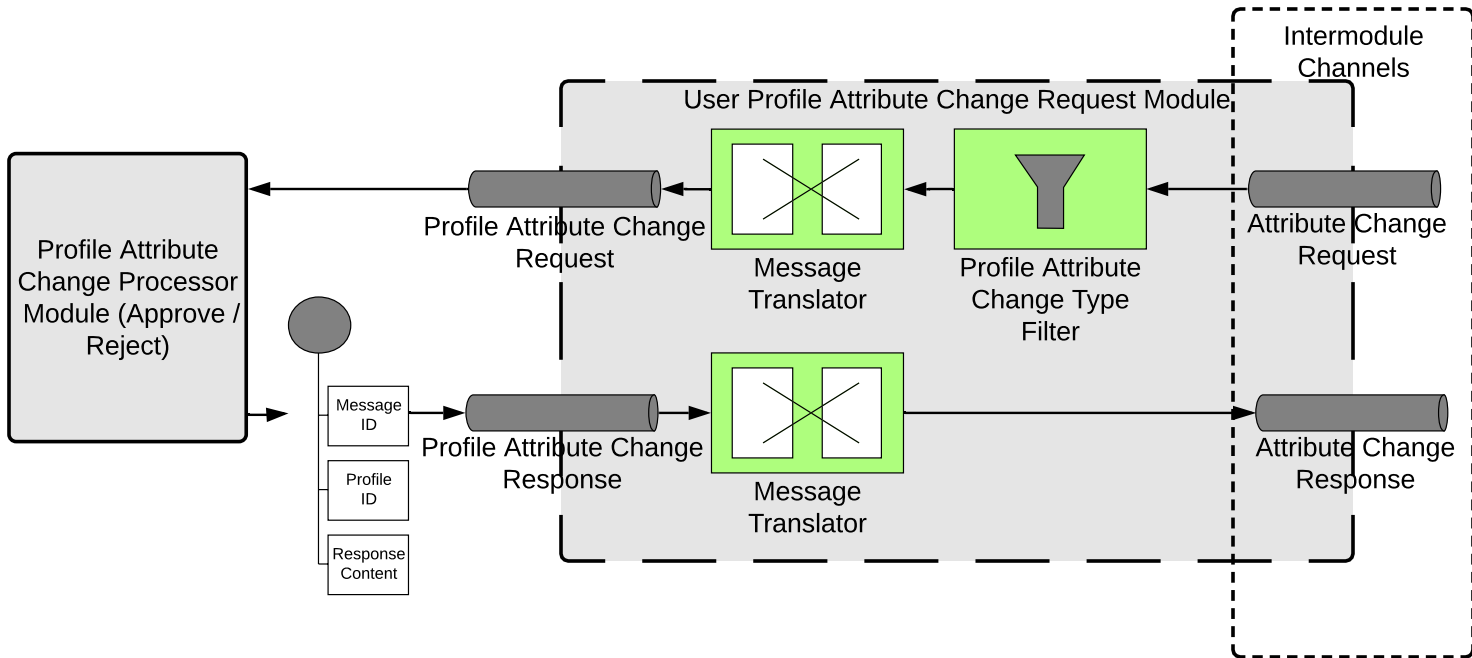 Intermodule
Channels
User Profile Attribute Change Request Module
Profile Attribute
Change Processor
Module (Approve /
Reject)
Profile Attribute Change
Request
Message
Translator
Profile Attribute
Change Type
Filter
Attribute Change
Request
Message
ID
Profile
ID
Response
Content
Profile Attribute Change
Response
Message
Translator
Attribute Change
Response